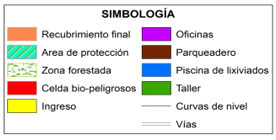 SIMBOLOGÍA
Recubrimiento final
Area de protección
Zona forestada
Celda bio-peligrosos
Ingreso
Oficinas
Parqueadero
Piscina de lixiviados
Taller
Curvas de nivel
Vías